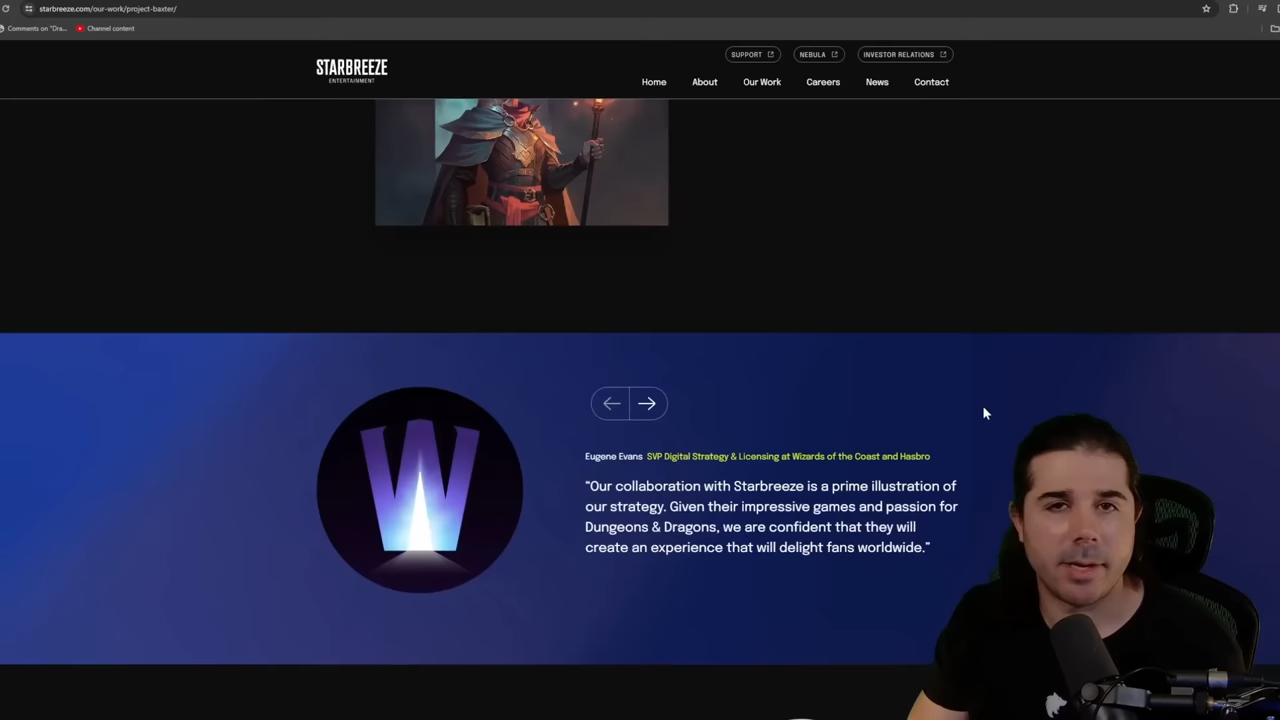 starbreeze.com/our-work/project-baxter/
Comments on "Dra...
Channel content
SUPPORT
NEBULA
INVESTOR RELATIONS
STARBREEZE
ENTERTAINMENT
Home
About
Our Work
Careers
News
Contact
W
Eugene Evans SVP Digital Strategy & Licensing at Wizards of the Coast and Hasbro
"Our collaboration with Starbreeze is a prime illustration of
our strategy. Given their impressive games and passion for
Dungeons & Dragons, we are confident that they will
create an experience that will delight fans worldwide."